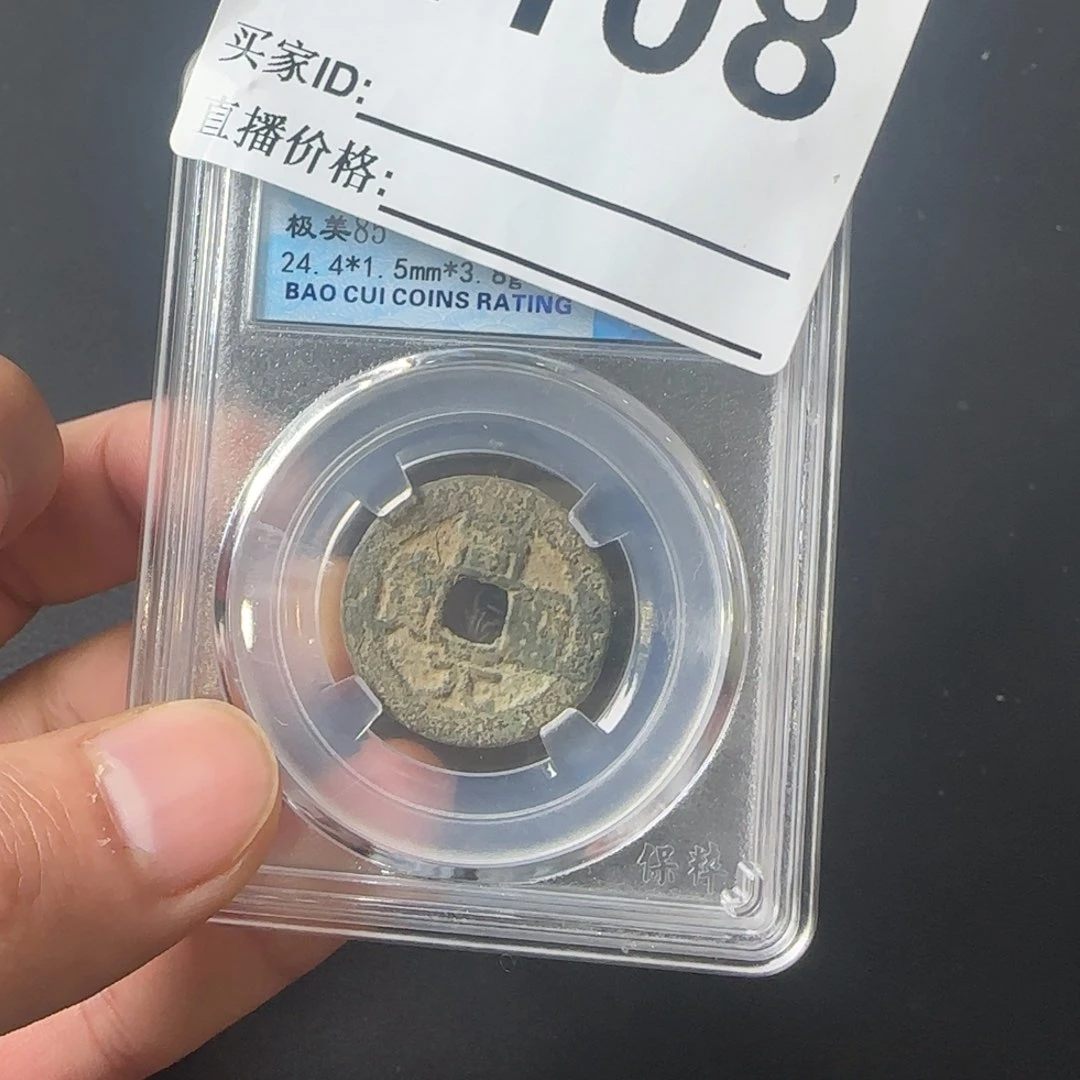 108
买家ID:
直播价格:
极美85
24.4*1.5mm*3.8g
BAO CUI COINS RATING
保粹